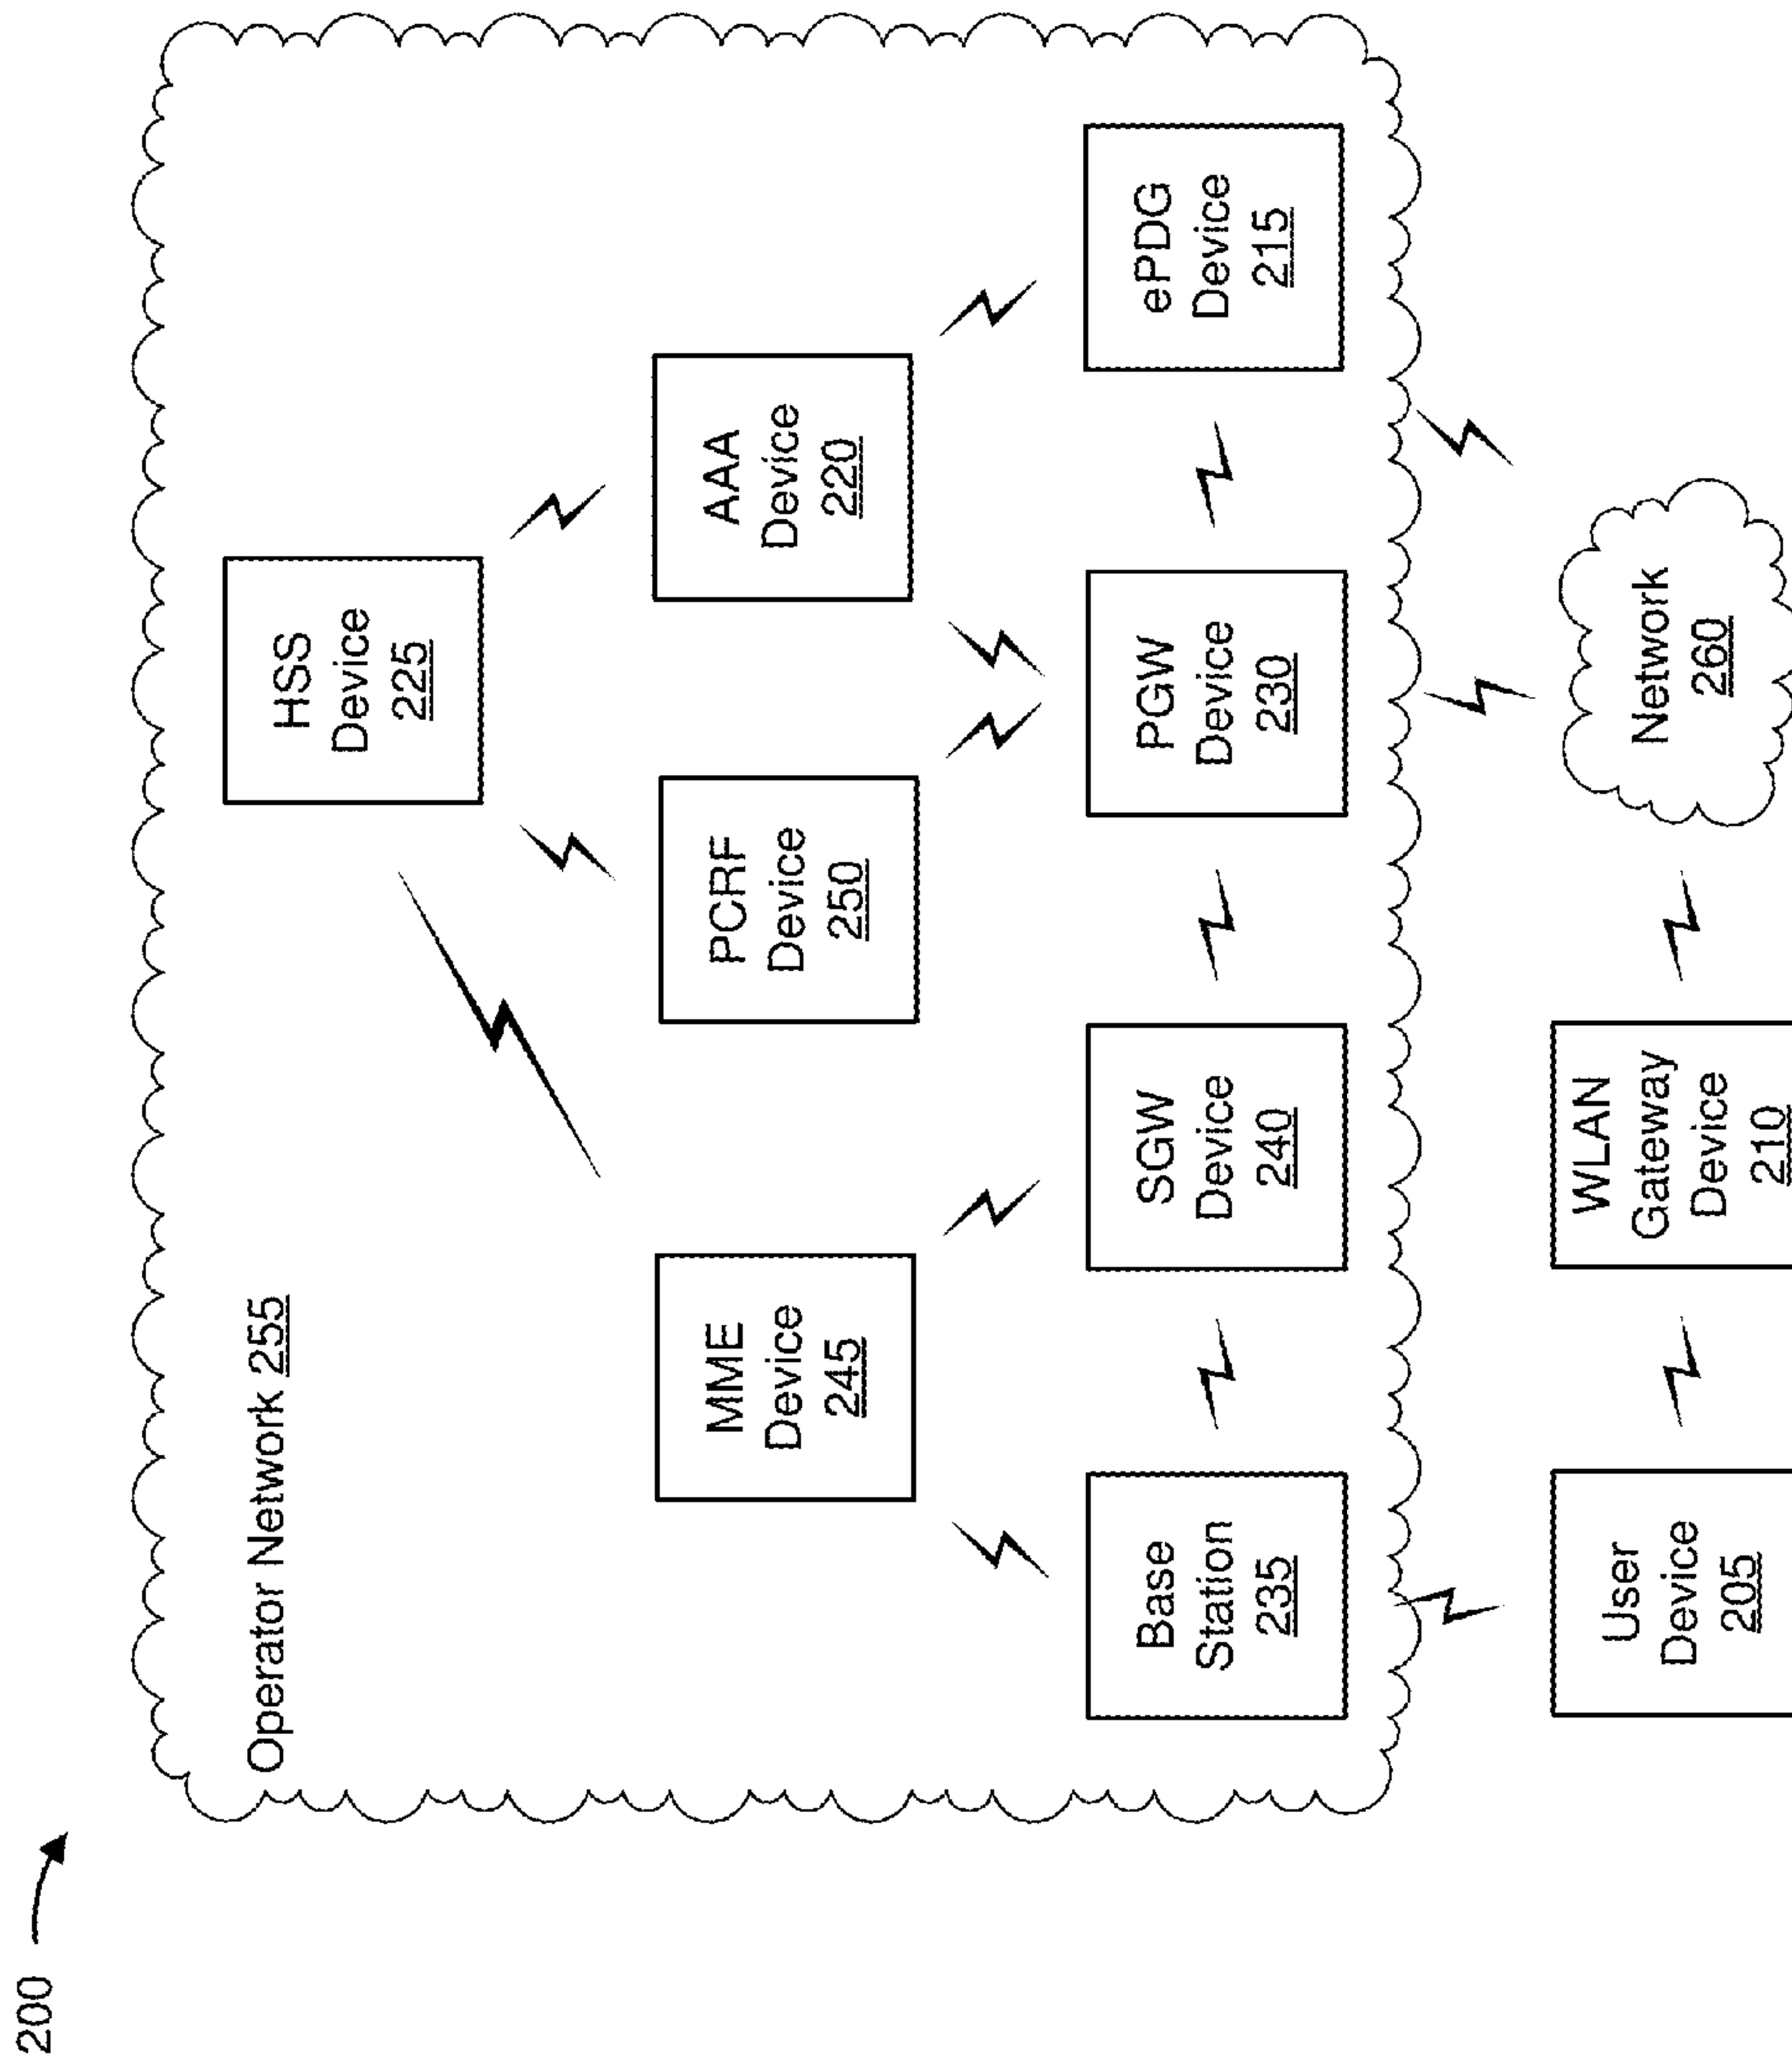 200
Operator Network 255
HSS
Device
225
MME
Device
245
PCRF
Device
250
AAA
Device
220
Base
Station
235
SGW
Device
240
PGW
Device
230
ePDG
Device
215
User
Device
205
WLAN
Gateway
Device
210
Network
260